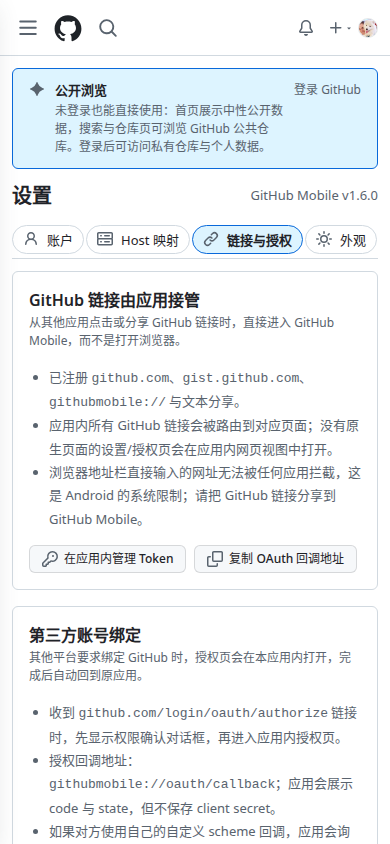 公开浏览
登录 GitHub
未登录也能直接使用：首页展示中性公开数
据，搜索与仓库页可浏览 GitHub 公共仓
库。登录后可访问私有仓库与个人数据。
设置
GitHub Mobile v1.6.0
账户
Host 映射
链接与授权
外观
GitHub 链接由应用接管
从其他应用点击或分享 GitHub 链接时，直接进入 GitHub
Mobile，而不是打开浏览器。
已注册 github.com、gist.github.com、
githubmobile:// 与文本分享。
应用内所有 GitHub 链接会被路由到对应页面；没有原
生页面的设置/授权页会在应用内网页视图中打开。
浏览器地址栏直接输入的网址无法被任何应用拦截，这
是 Android 的系统限制；请把 GitHub 链接分享到
GitHub Mobile。
在应用内管理 Token
复制 OAuth 回调地址
第三方账号绑定
其他平台要求绑定 GitHub 时，授权页会在本应用内打开，完
成后自动回到原应用。
收到 github.com/login/oauth/authorize 链接
时，先显示权限确认对话框，再进入应用内授权页。
授权回调地址：
githubmobile://oauth/callback；应用会展示
code 与 state，但不保存 client secret。
如果对方使用自己的自定义 scheme 回调，应用会询